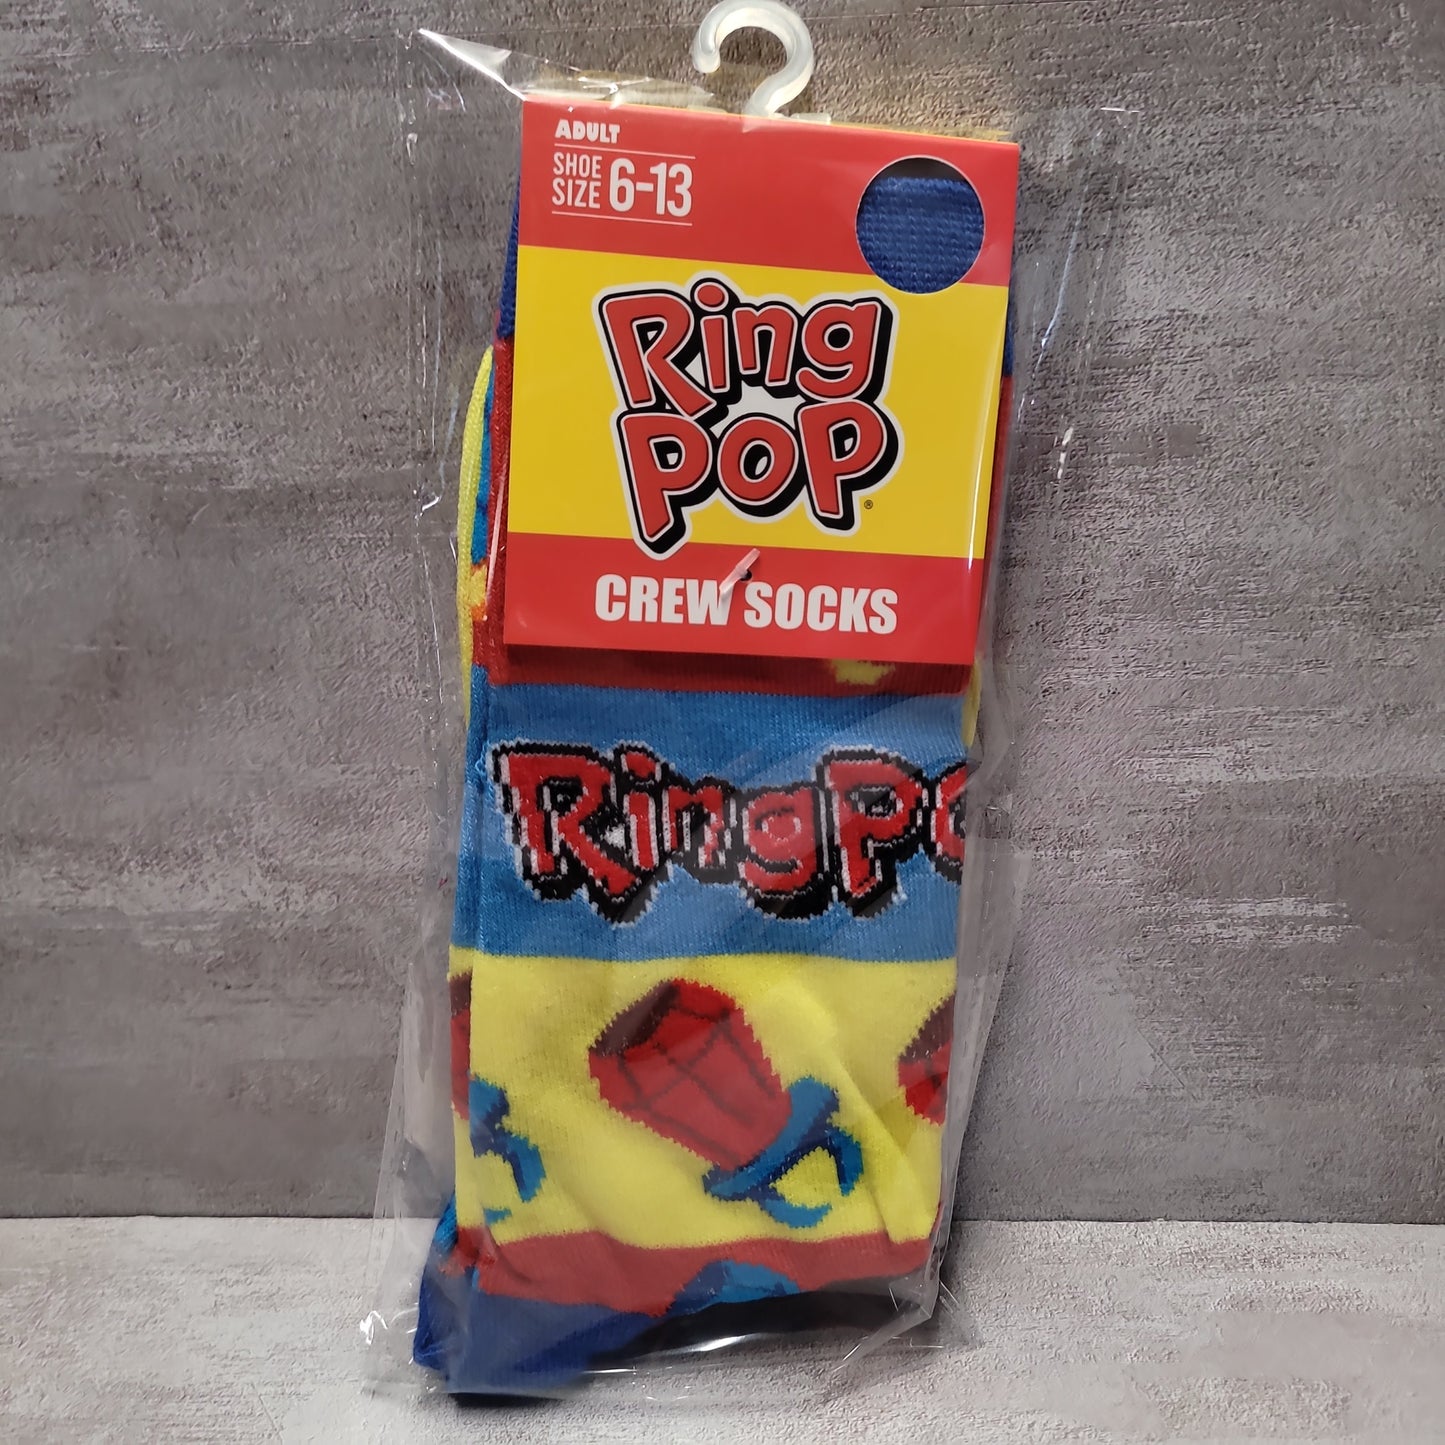 ADULT
SHOE
SIZE 6-13
Ring
POP
®
CREW SOCKS
RingPo